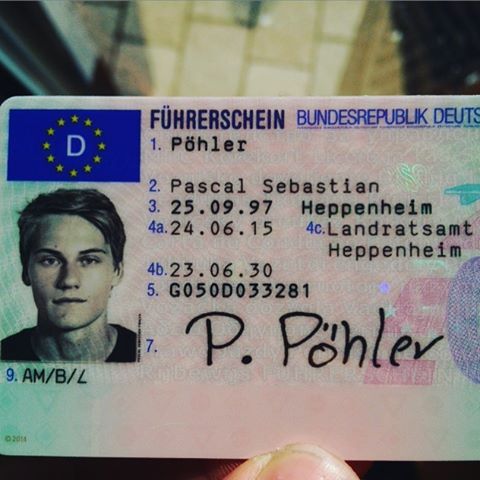 D
FÜHRERSCHEIN BUNDESREPUBLIK DEUTS
1. Pöhler
2. Pascal Sebastian
3. 25.09.97 Heppenheim
4a. 24.06.15 4c. Landratsamt
Heppenheim
4b. 23.06.30
5. G050D033281
7. P. Pöhler
9. AM/B/L
© 2014